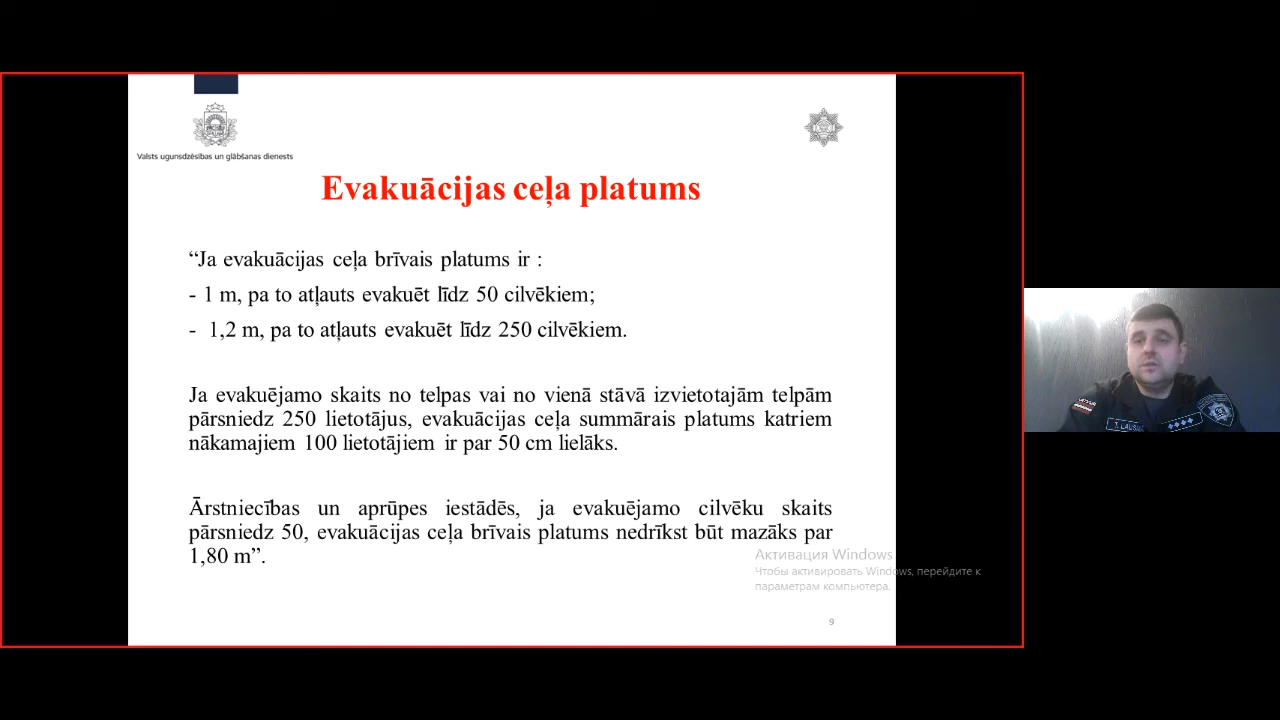 Valsts ugunsdzēsības un glābšanas dienests
Evakuācijas ceļa platums
“Ja evakuācijas ceļa brīvais platums ir :
- 1 m, pa to atļauts evakuēt līdz 50 cilvēkiem;
- 1,2 m, pa to atļauts evakuēt līdz 250 cilvēkiem.
Ja evakuējamo skaits no telpas vai no vienā stāvā izvietotajām telpām
pārsniedz 250 lietotājus, evakuācijas ceļa summārais platums katriem
nākamajiem 100 lietotājiem ir par 50 cm lielāks.
Ārstniecības un aprūpes iestādēs, ja evakuējamo cilvēku skaits
pārsniedz 50, evakuācijas ceļa brīvais platums nedrīkst būt mazāks par
1,80 m”.
Активация Windows
Чтобы активировать Windows, перейдите к
параметрам компьютера.
9